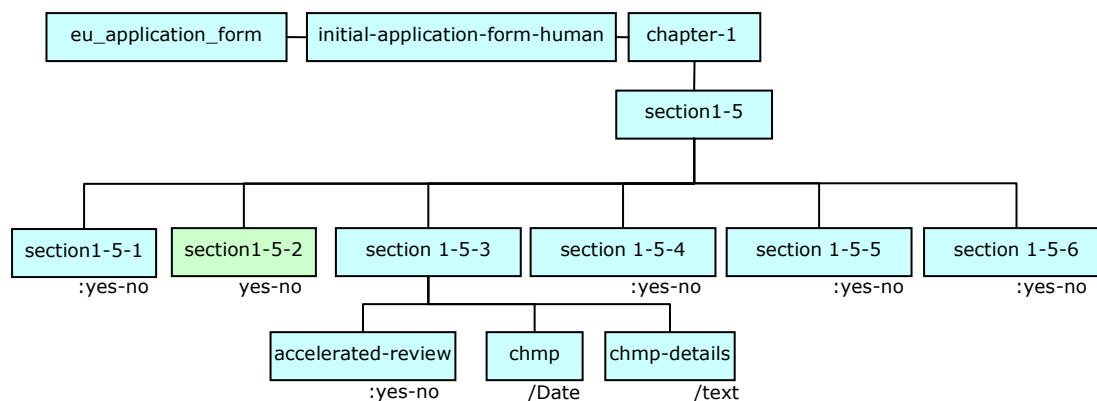 eu_application_form
initial-application-form-human
chapter-1
section1-5
section1-5-1
section1-5-2
section 1-5-3
section 1-5-4
section 1-5-5
section 1-5-6
:yes-no
yes-no
:yes-no
:yes-no
:yes-no
accelerated-review
chmp
chmp-details
:yes-no
/Date
/text